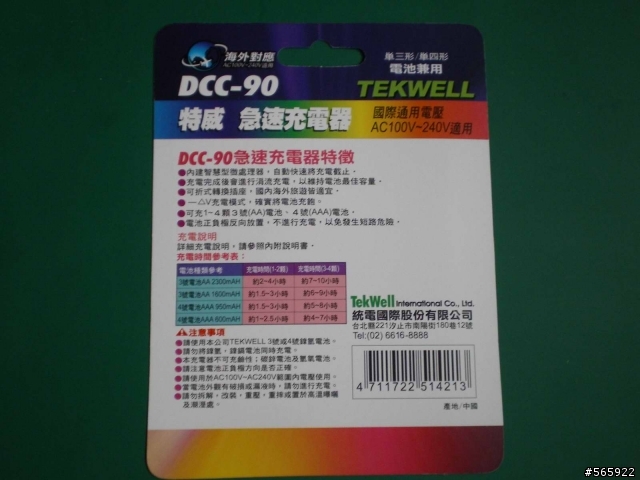 海外對應
AC100V~240V適用
單三形/單四形
電池兼用
DCC-90
TEKWELL
特威 急速充電器
國際通用電壓
AC100V~240V適用
DCC-90急速充電器特徵
●內建智慧型微處理器，自動快速將充電截止。
●充電完成後會進行涓流充電，以維持電池最佳容量。
●可折式轉換插座，國內海外旅遊皆適宜。
●一△V充電模式，確實將電池充飽。
●可充1~4顆3號(AA)電池、4號(AAA)電池。
●電池正負極反向放置，不進行充電，以免發生短路危險。
充電說明
詳細充電說明，請參照內附說明書。
充電時間參考表：
電池種類參考 充電時間(1-2顆) 充電時間(3-4顆)
3號電池AA 2300mAH 約2~4小時 約7~10小時
3號電池AA 1600mAH 約1.5~3小時 約6~9小時
4號電池AAA 950mAH 約1.5~3小時 約5~8小時
4號電池AAA 600mAH 約1~2.5小時 約4~7小時
注意事項
●請使用本公司TEKWELL 3號或4號鎳氫電池。
●請勿將鎳氫，鎳鎘電池同時充電。
●本充電器不可充鹼性；碳鋅電池及氫氧電池。
●請注意電池正負極方向是否正確。
●請使用於AC100V~AC240V範圍內電壓使用。
●當電池外觀有破損或漏液時，請勿進行充電。
●請勿拆解，改裝，重壓，重摔或置於高溫曝曬
及潮濕處。
TekWell International Co., Ltd.
統電國際股份有限公司
台北縣221汐止市南陽街180巷12號
Tel:(02) 6616-8888
4 711722 514213
產地/中國
#565922